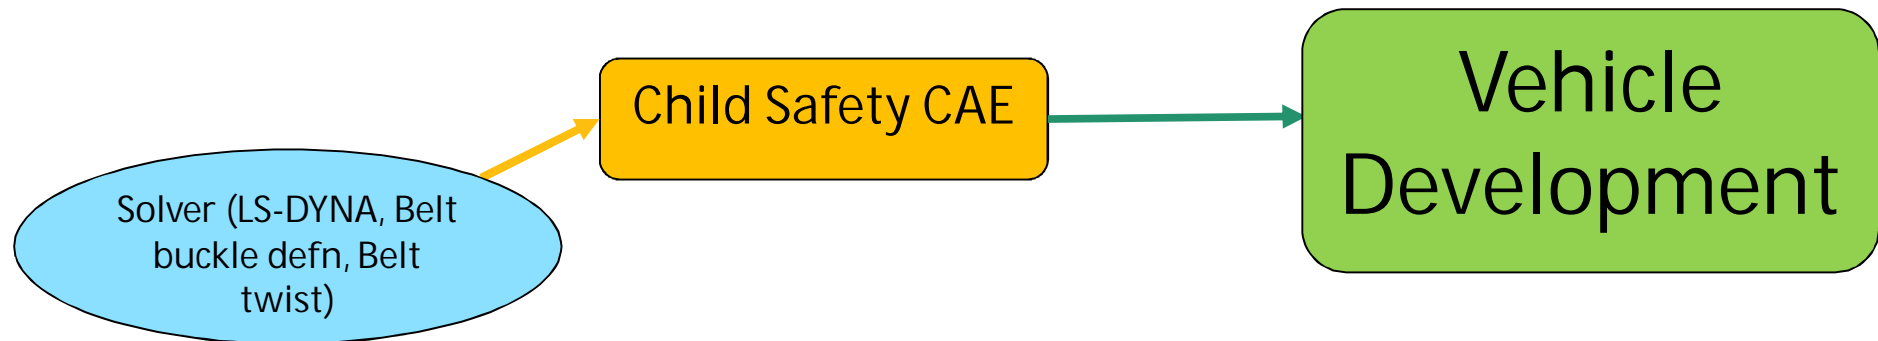 Solver (LS-DYNA, Belt
buckle defn, Belt
twist)
Child Safety CAE
Vehicle
Development